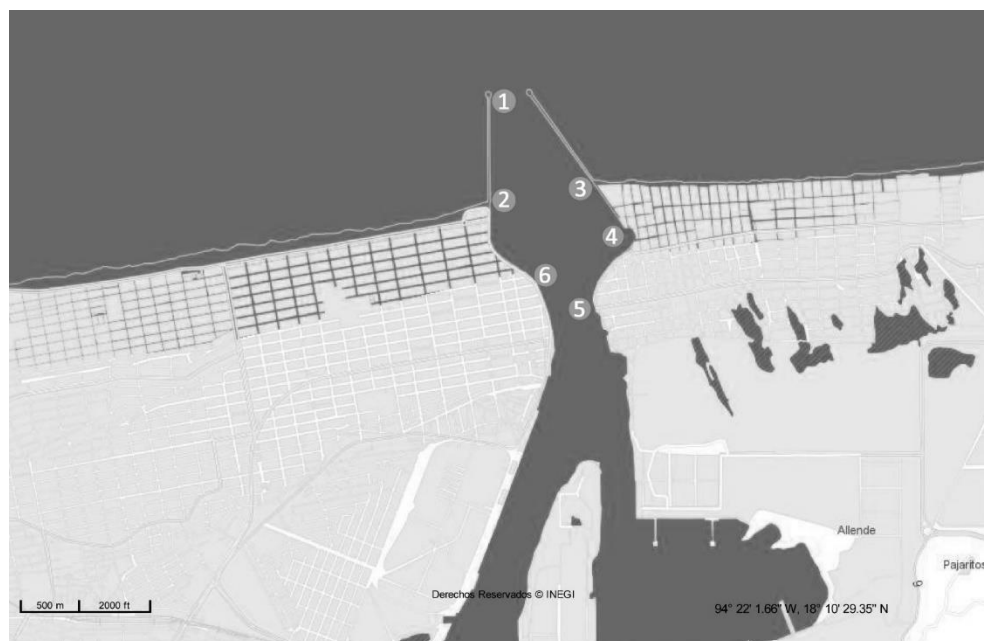 1
3
2
4
6
5
Allende
Pajaritos
9
Derechos Reservados © INEGI
500 m 2000 ft
94° 22' 1.66" W, 18° 10' 29.35" N